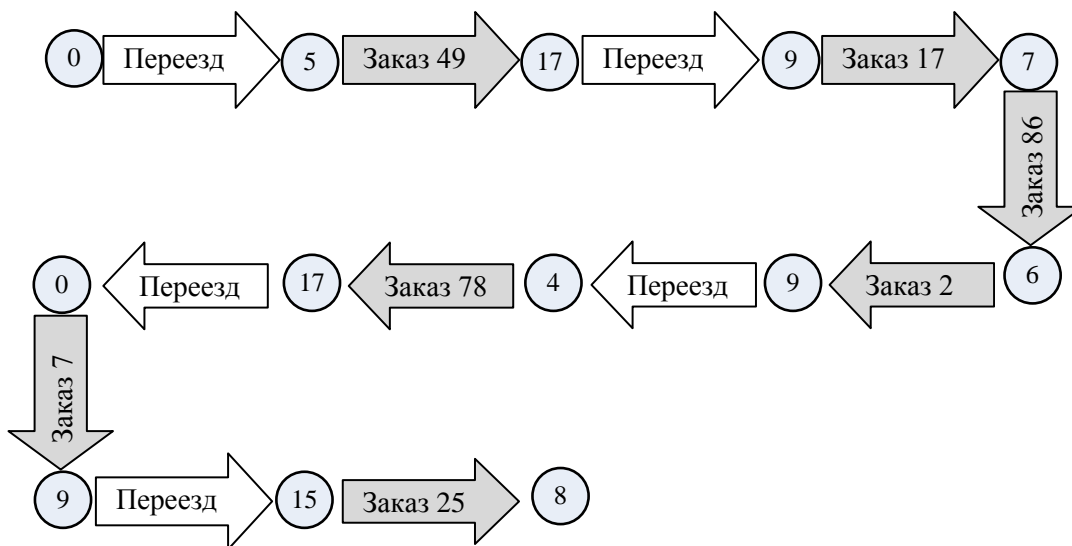 0 Переезд 5 Заказ 49 17 Переезд 9 Заказ 17 7
Заказ 86
0 Переезд 17 Заказ 78 4 Переезд 9 Заказ 2 6
Заказ 7
9 Переезд 15 Заказ 25 8